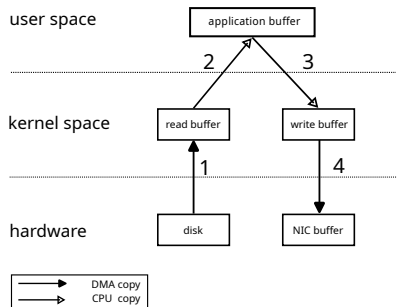 user space
application buffer
2
3
kernel space
read buffer
write buffer
1
4
hardware
disk
NIC buffer
DMA copy
CPU copy